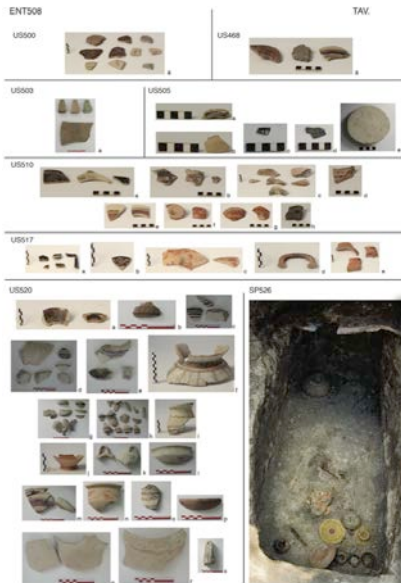 ENT508
TAV.
US500
US468
a
a
US503
US505
a
US510
a
b
c
d
e
f
g
h
US517
a
b
c
d
e
US520
SP526
a
b
c
d
e
f
g
h
i
j
k
l
m
n
o
p